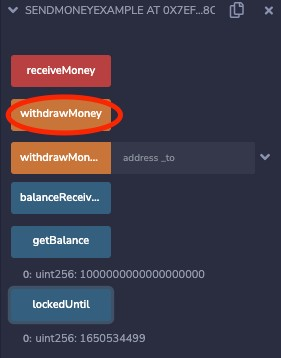 SENDMONEYEXAMPLE AT 0X7EF...8C
receiveMoney
withdrawMoney
withdrawMon... address _to
balanceReceiv...
getBalance
0: uint256: 1000000000000000000
lockedUntil
0: uint256: 1650534499